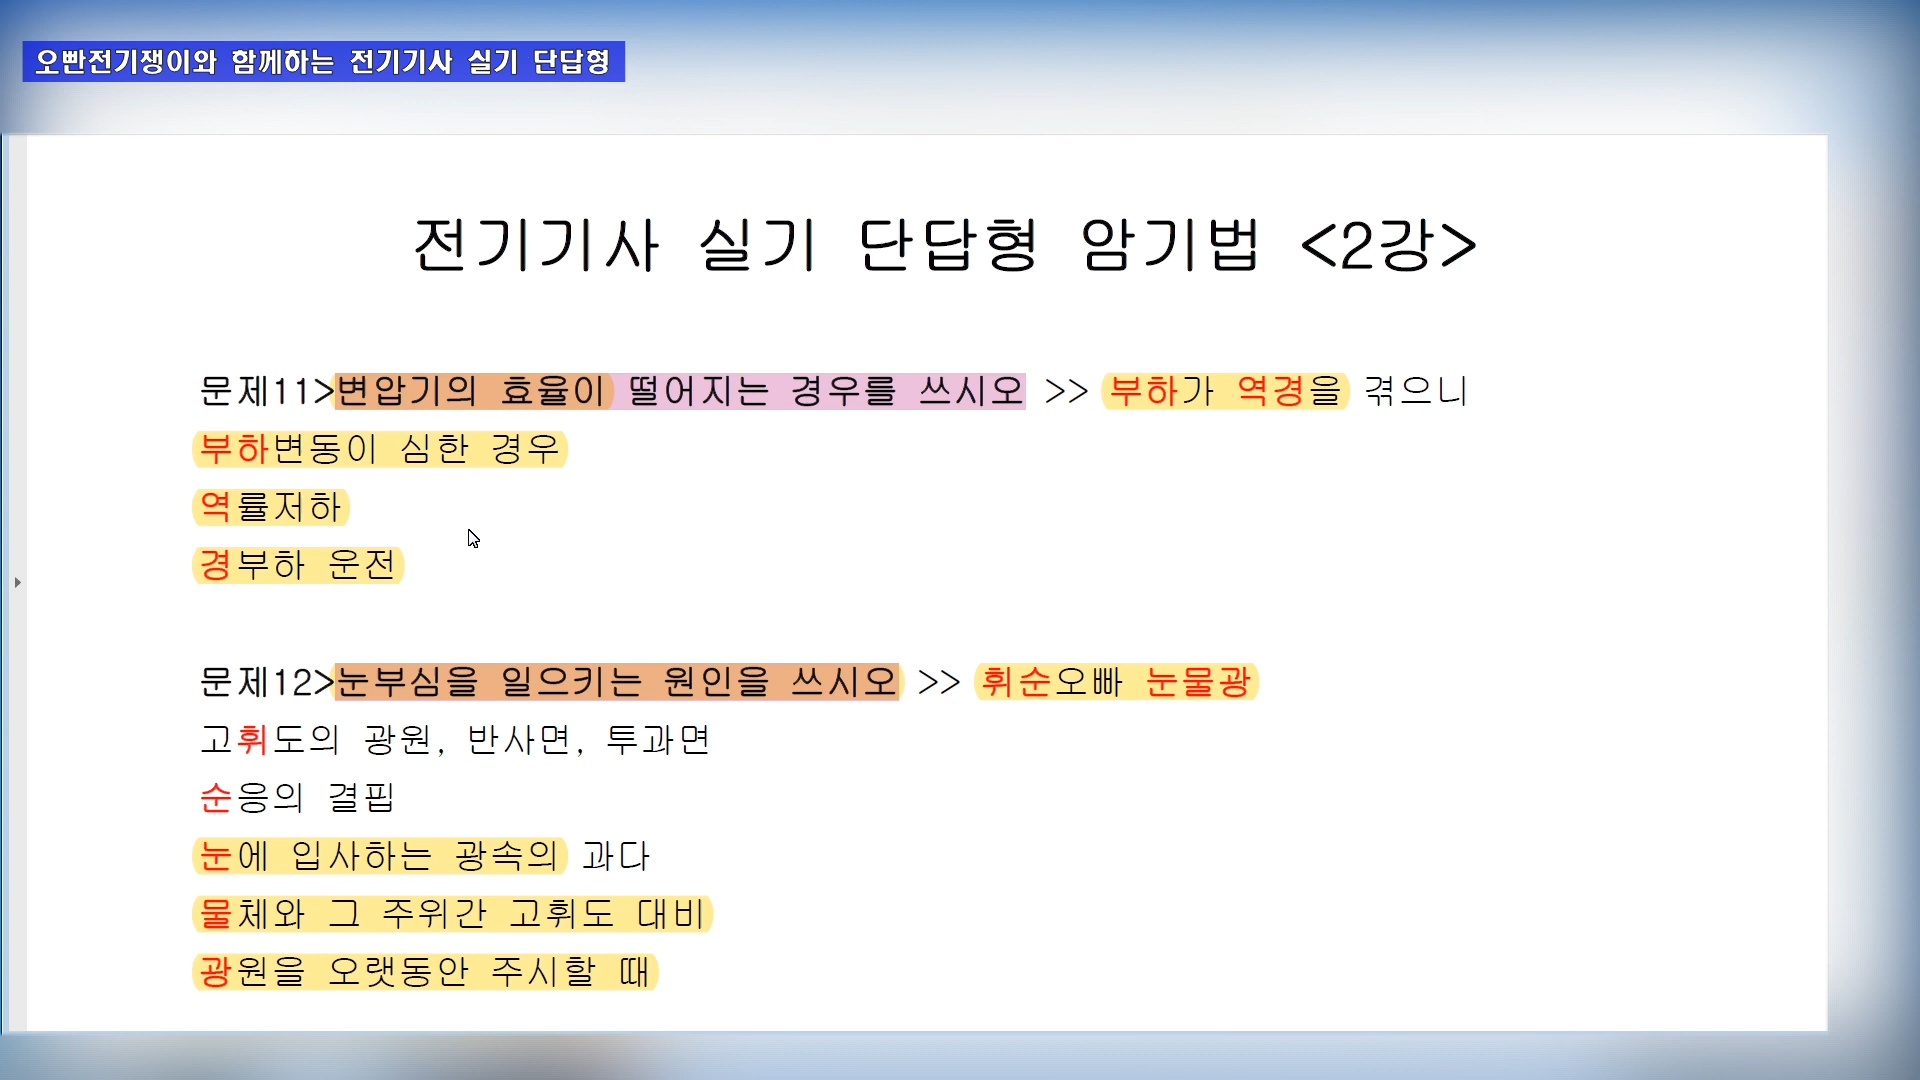 오빤전기쟁이와 함께하는 전기기사 실기 단답형
전기기사 실기 단답형 암기법 <2강>
문제11>변압기의 효율이 떨어지는 경우를 쓰시오 >> 부하가 역경을 겪으니
부하변동이 심한 경우
역률저하
경부하 운전
문제12>눈부심을 일으키는 원인을 쓰시오 >> 휘순오빠 눈물광
고휘도의 광원, 반사면, 투과면
순응의 결핍
눈에 입사하는 광속의 과다
물체와 그 주위간 고휘도 대비
광원을 오랫동안 주시할 때